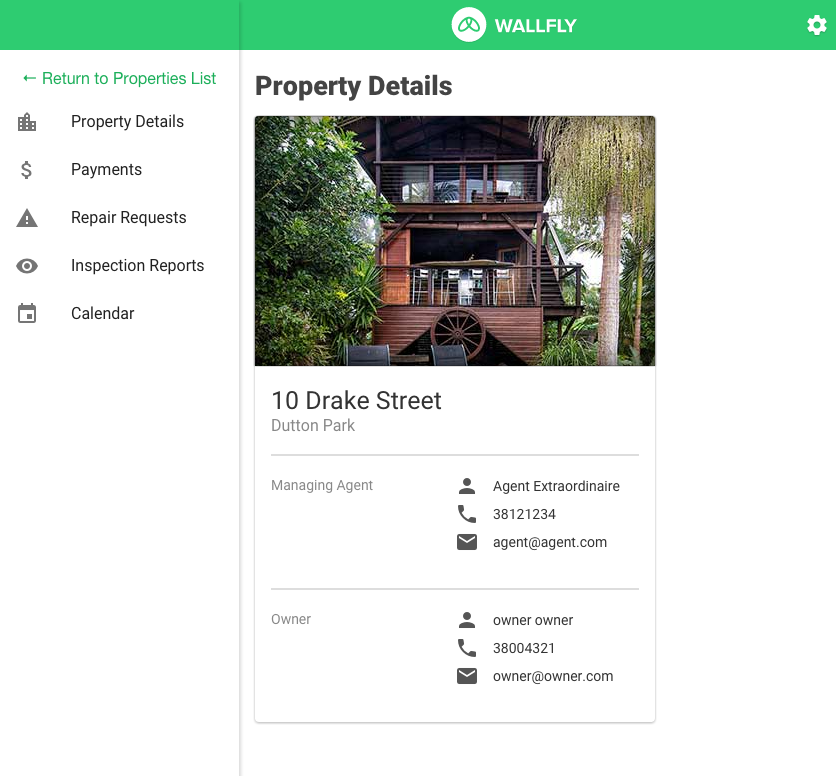 WALLFLY
← Return to Properties List
Property Details
Payments
Repair Requests
Inspection Reports
Calendar
Property Details
10 Drake Street
Dutton Park
Managing Agent
Agent Extraordinaire
38121234
agent@agent.com
Owner
owner owner
38004321
owner@owner.com